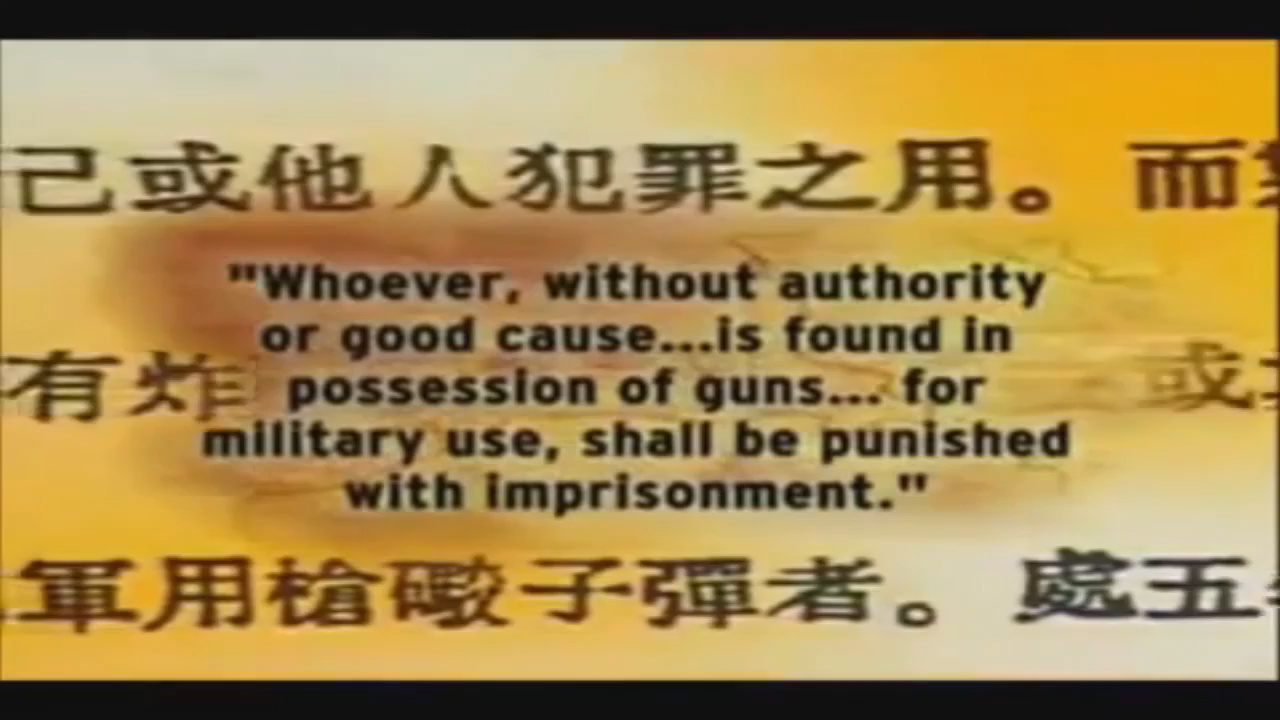 己或他人犯罪之用。而
"Whoever, without authority
or good cause...is found in
有炸 或
possession of guns... for
military use, shall be punished
with imprisonment."
軍用槍礮子彈者。處五